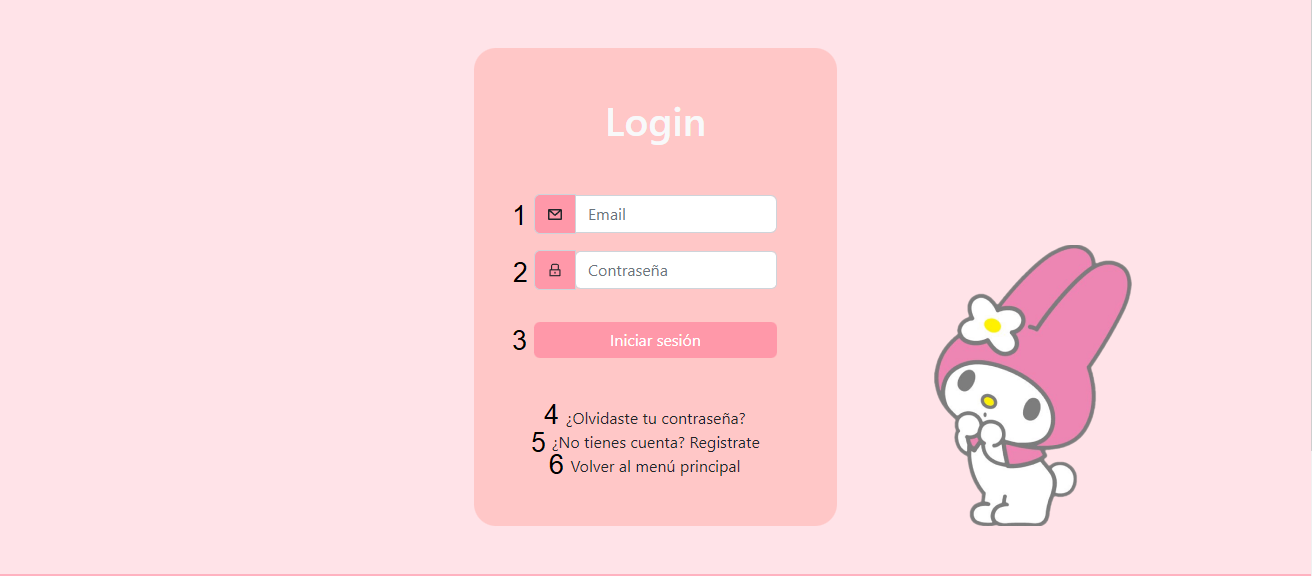 Login
1 Email
2 Contraseña
3 Iniciar sesión
4 ¿Olvidaste tu contraseña?
5 ¿No tienes cuenta? Registrate
6 Volver al menú principal